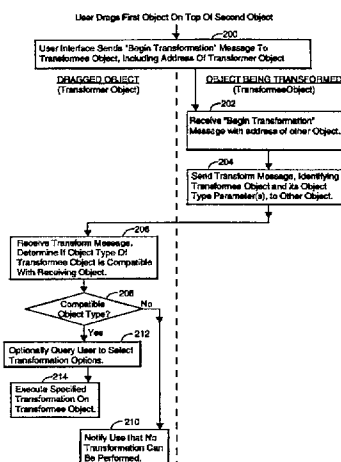 User Drags First Object On Top Of Second Object
200
User Interface Sends "Begin Transformation" Message To
Transformee Object, Including Address Of Transformer Object
DRAGGED OBJECT
(Transformer Object)
OBJECT BEING TRANSFORMED
(TransformeeObject)
202
Receive "Begin Transformation"
Message with address of other Object.
204
Send Transform Message, Identifying
Transformee Object and its Object
Type Parameter(s), to Other Object.
206
Receive Transform Message.
Determine If Object Type Of
Transformee Object Is Compatible
With Receiving Object.
208
Compatible
Object Type?
No
Yes
212
Optionally Query User to Select
Transformation Options.
214
Execute Specified
Transformation On
Transformee Object.
210
Notify Use that No
Transformation Can
Be Performed.